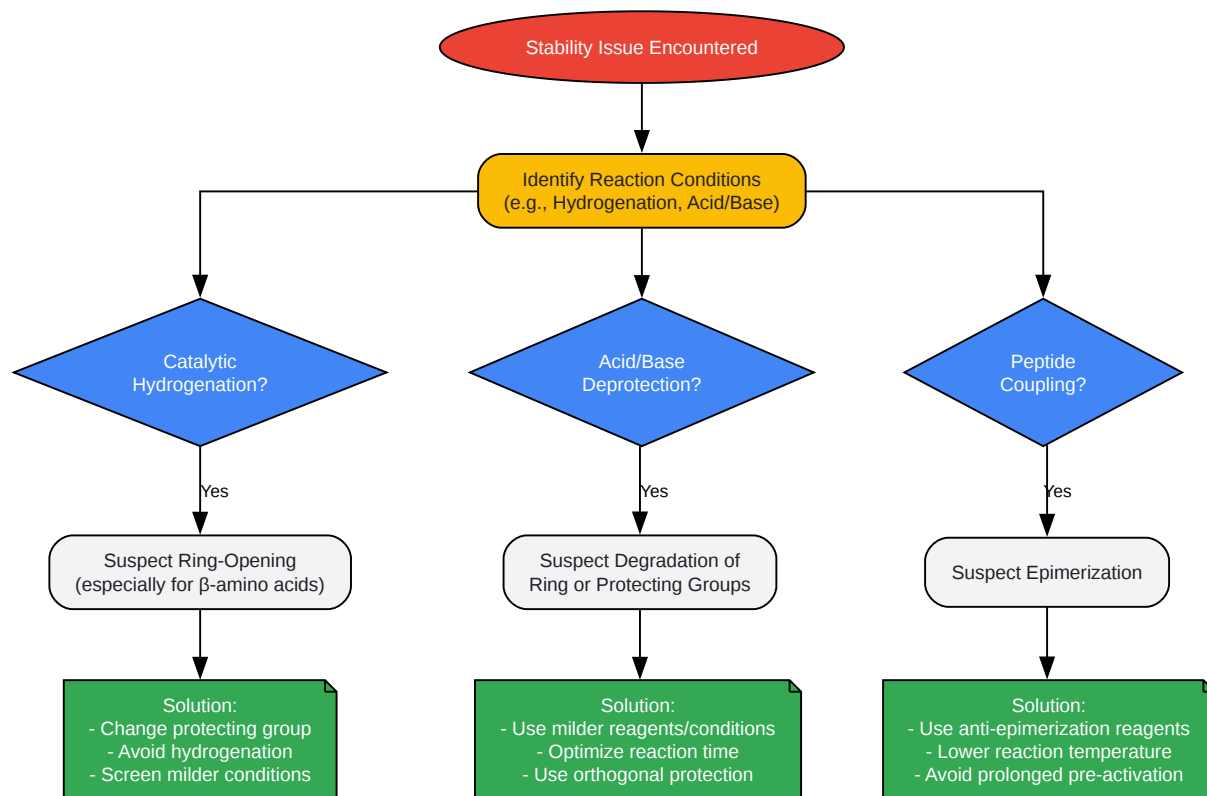 Stability Issue Encountered
Identify Reaction Conditions
(e.g., Hydrogenation, Acid/Base)
Catalytic
Hydrogenation?
Acid/Base
Deprotection?
Peptide
Coupling?
Yes
Yes
Yes
Suspect Ring-Opening
(especially for β-amino acids)
Suspect Degradation of
Ring or Protecting Groups
Suspect Epimerization
Solution:
- Change protecting group
- Avoid hydrogenation
- Screen milder conditions
Solution:
- Use milder reagents/conditions
- Optimize reaction time
- Use orthogonal protection
Solution:
- Use anti-epimerization reagents
- Lower reaction temperature
- Avoid prolonged pre-activation